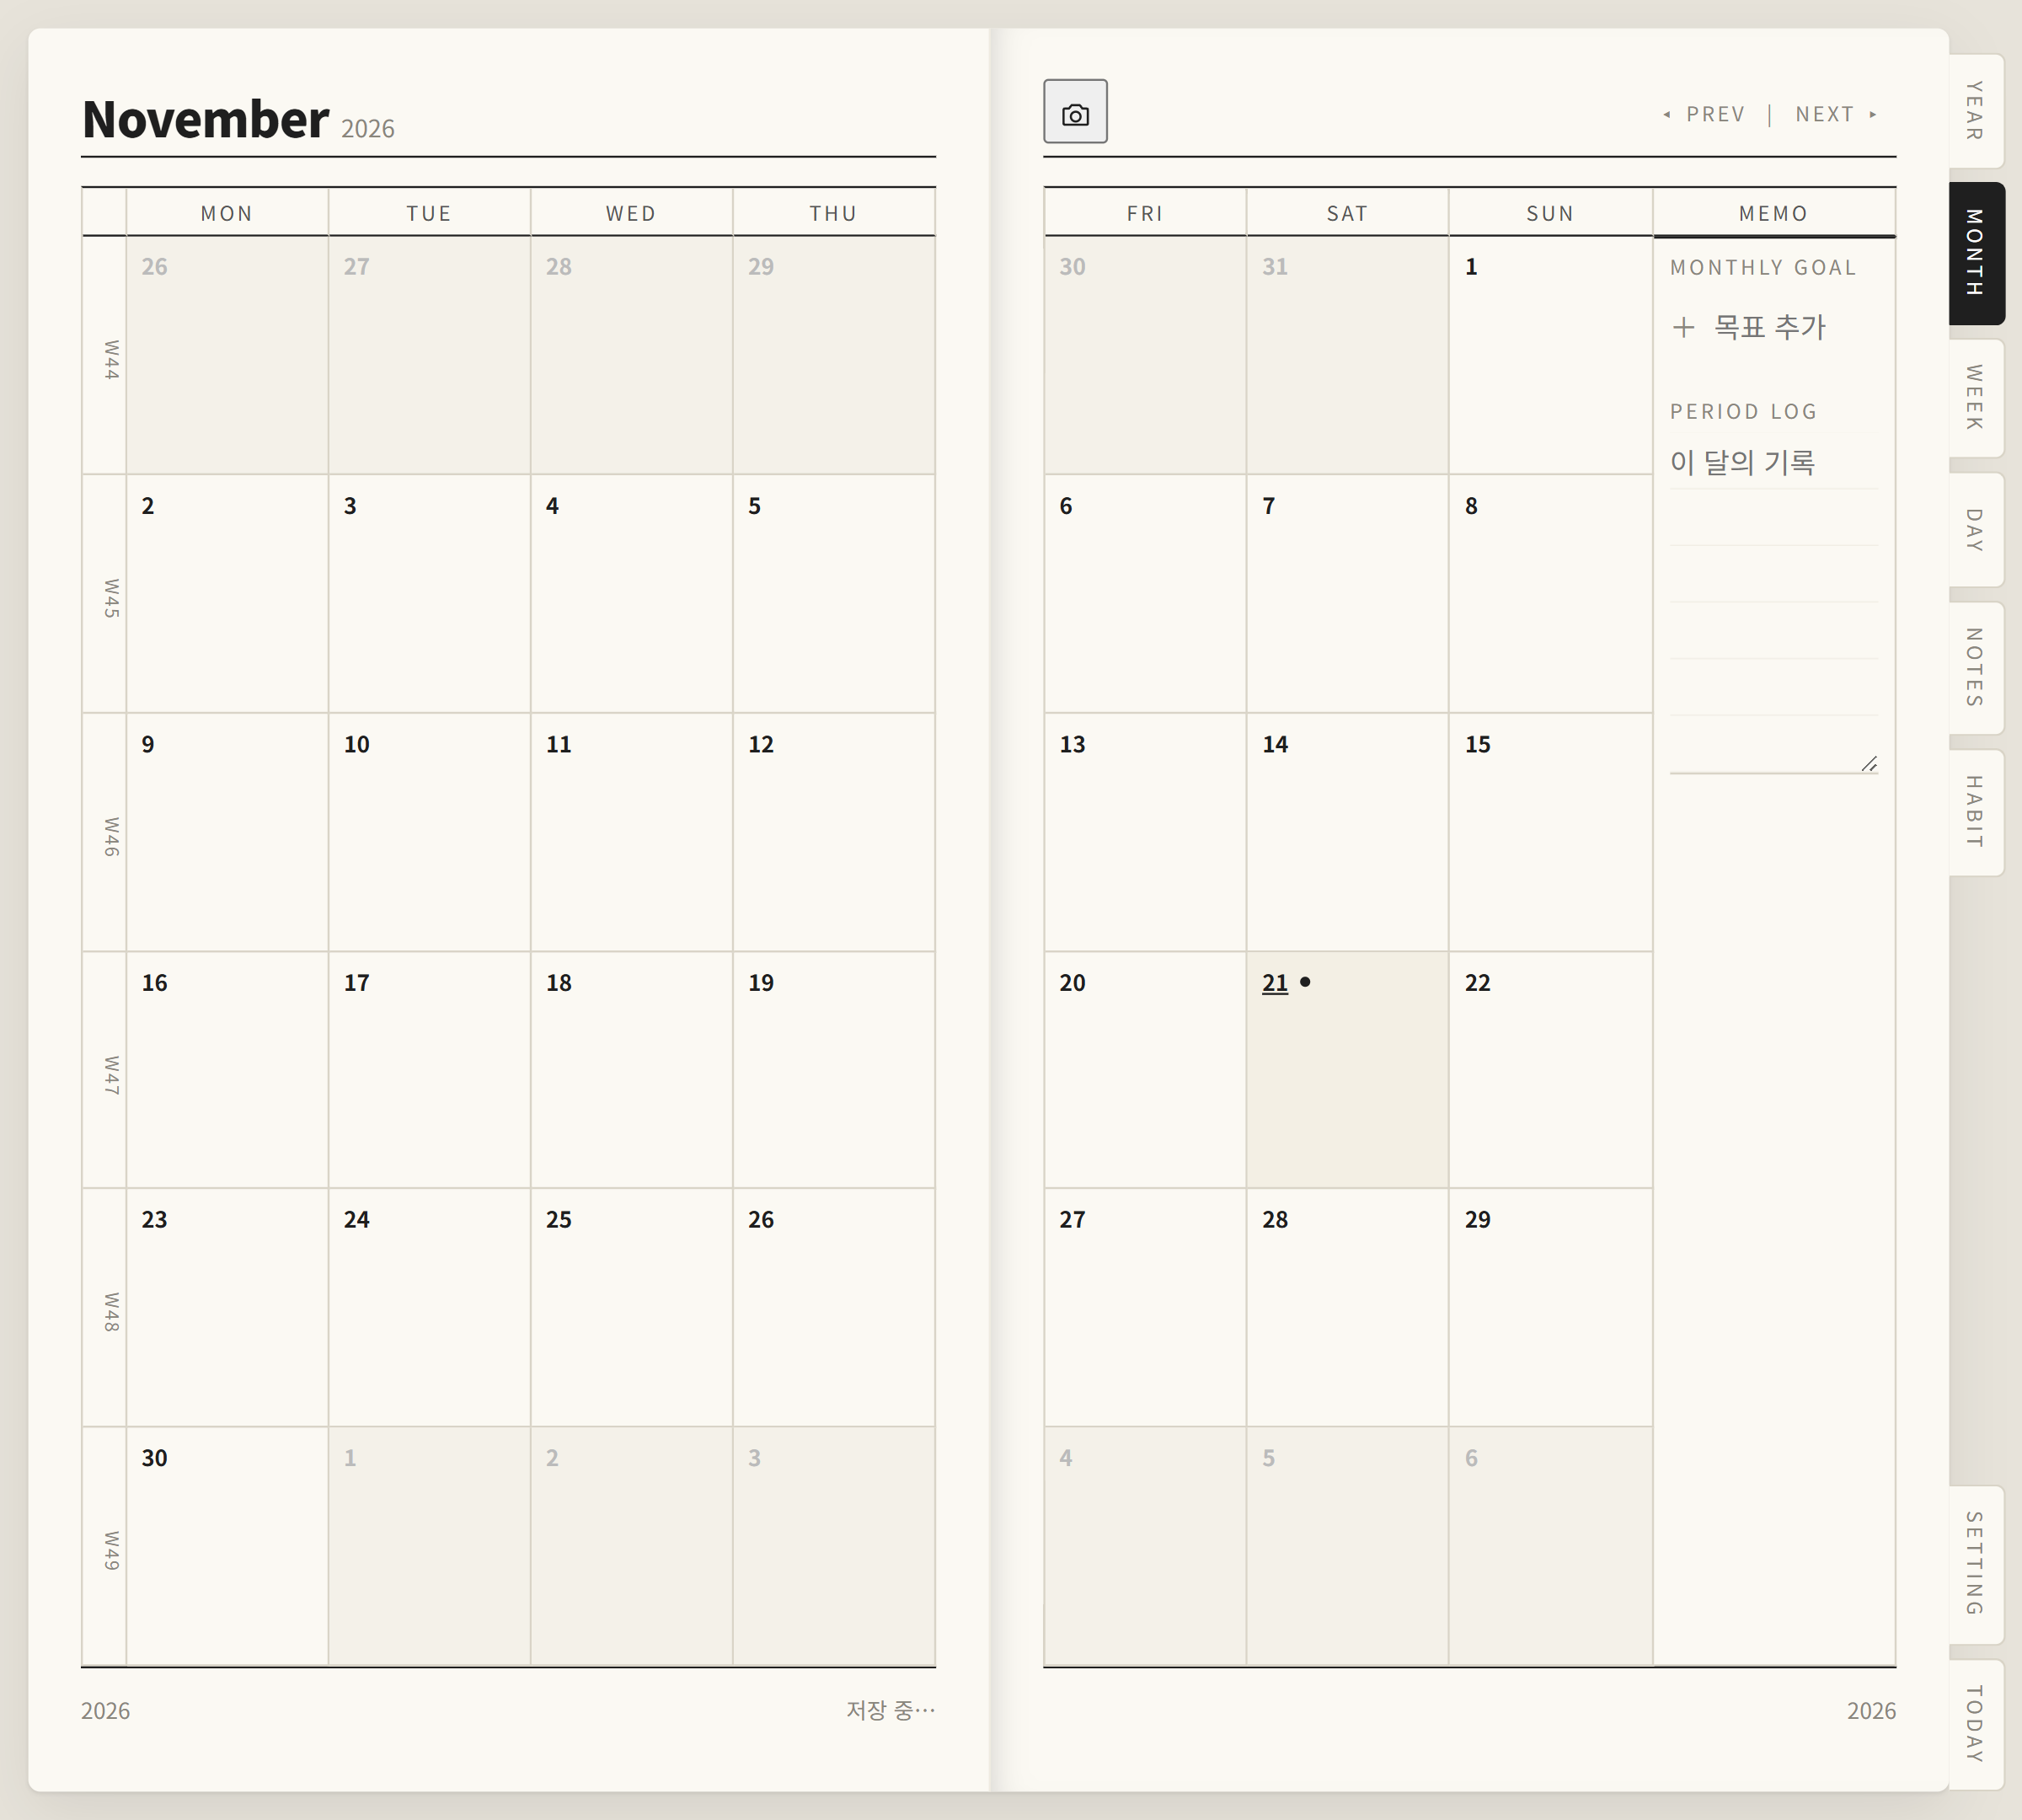 November 2026
◂ PREV | NEXT ▸
MON TUE WED THU
FRI SAT SUN MEMO
W44 26 27 28 29
30 31 1
W45 2 3 4 5
6 7 8
W46 9 10 11 12
13 14 15
W47 16 17 18 19
20 21 • 22
W48 23 24 25 26
27 28 29
W49 30 1 2 3
4 5 6
MONTHLY GOAL
+ 목표 추가
PERIOD LOG
이 달의 기록
2026 저장 중…
2026
YEAR
MONTH
WEEK
DAY
NOTES
HABIT
SETTING
TODAY